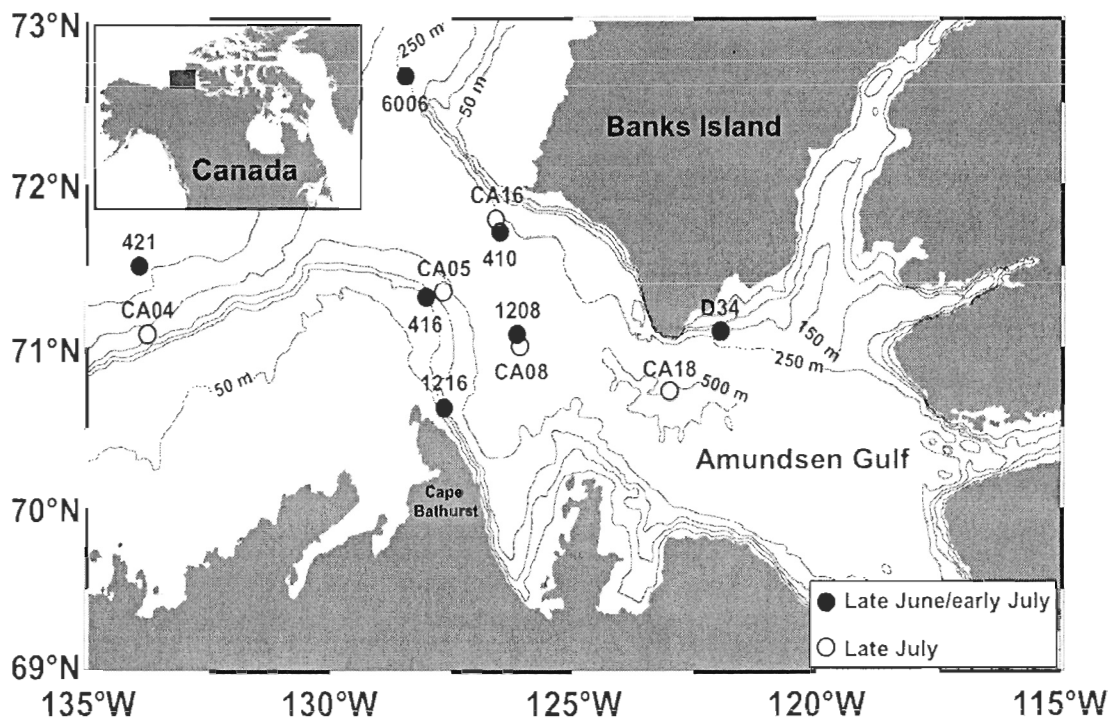 73°N
72°N
71°N
70°N
69°N
135°W
130°W
125°W
120°W
115°W
Canada
250 m
50 m
6006
Banks Island
CA16
410
421
CA04
CA05
416
1208
CA08
D34
150 m
250 m
CA18
500 m
50 m
1216
Amundsen Gulf
Cape
Bathurst
Late June/early July
Late July